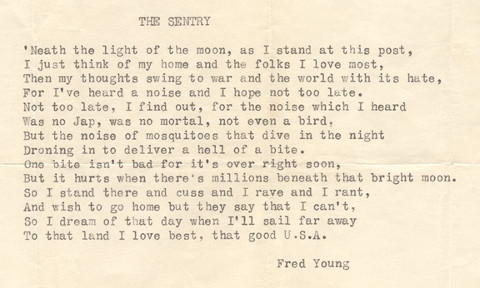 THE SENTRY
'Neath the light of the moon, as I stand at this post,
I just think of my home and the folks I love most,
Then my thoughts swing to war and the world with its hate,
For I've heard a noise and I hope not too late.
Not too late, I find out, for the noise which I heard
Was no Jap, was no mortal, not even a bird,
But the noise of mosquitoes that dive in the night
Droning in to deliver a hell of a bite.
One bite isn't bad for it's over right soon,
But it hurts when there's millions beneath that bright moon.
So I stand there and cuss and I rave and I rant,
And wish to go home but they say that I can't,
So I dream of that day when I'll sail far away
To that land I love best, that good U.S.A.
Fred Young